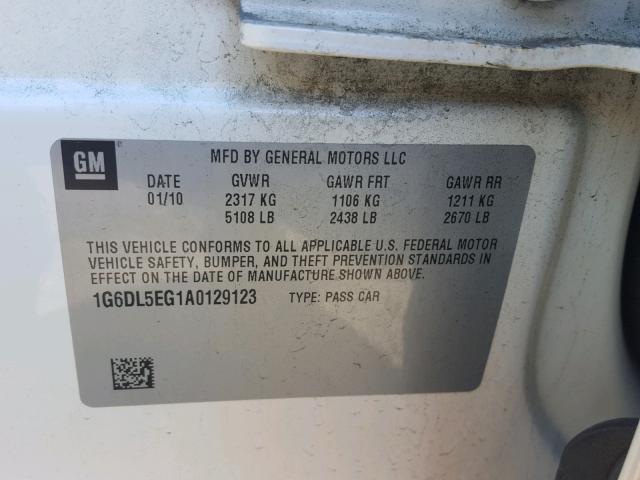 GM MFD BY GENERAL MOTORS LLC
DATE GVWR GAWR FRT GAWR RR
01/10 2317 KG 1106 KG 1211 KG
5108 LB 2438 LB 2670 LB
THIS VEHICLE CONFORMS TO ALL APPLICABLE U.S. FEDERAL MOTOR
VEHICLE SAFETY, BUMPER, AND THEFT PREVENTION STANDARDS IN
EFFECT ON THE DATE OF MANUFACTURE SHOWN ABOVE.
1G6DL5EG1A0129123 TYPE: PASS CAR